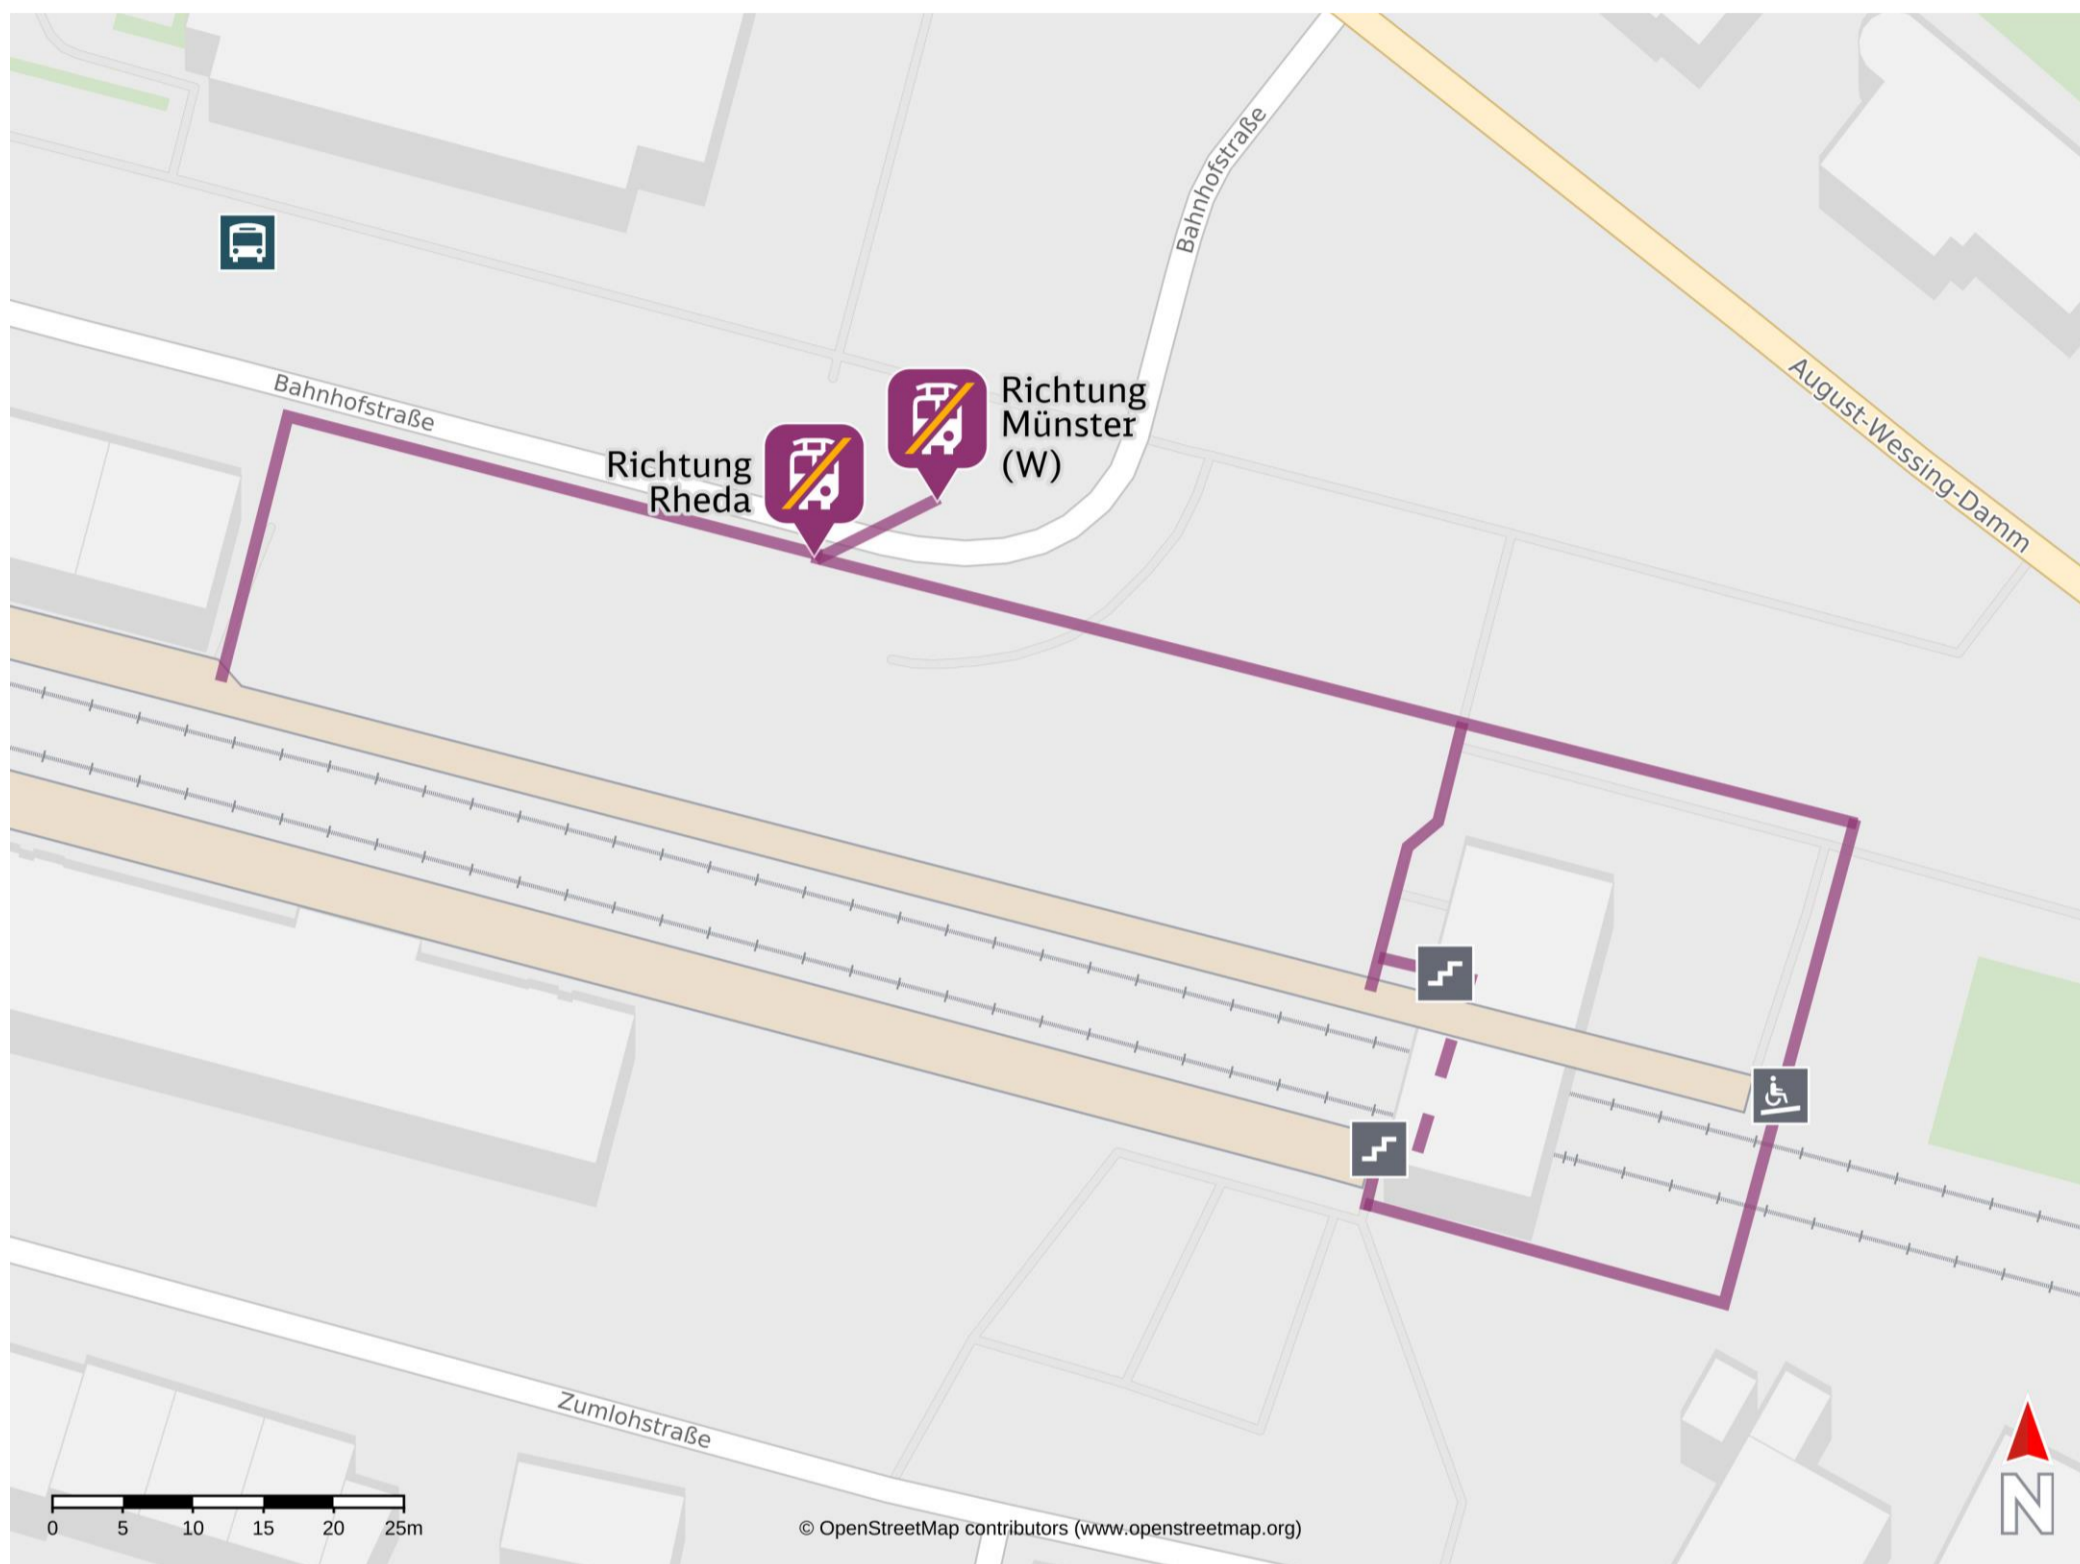 Bahnhofstraße
August-Wessing-Damm
Bahnhofstraße
Richtung
Münster
(W)
Richtung
Rheda
Zumlohstraße
0 5 10 15 20 25m
© OpenStreetMap contributors (www.openstreetmap.org)
N